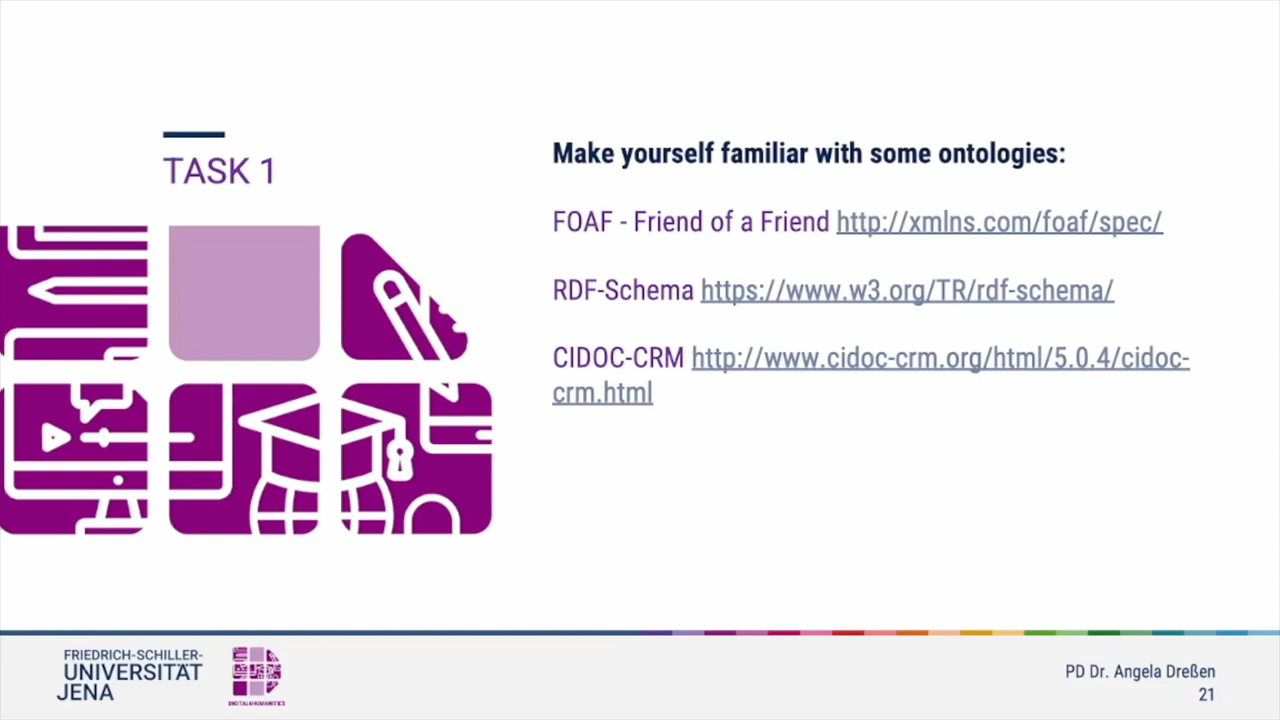 TASK 1
Make yourself familiar with some ontologies:
FOAF - Friend of a Friend http://xmlns.com/foaf/spec/
RDF-Schema https://www.w3.org/TR/rdf-schema/
CIDOC-CRM http://www.cidoc-crm.org/html/5.0.4/cidoc-
crm.html
FRIEDRICH-SCHILLER-
UNIVERSITÄT
JENA
DIGITAL4HUMANITIES
PD Dr. Angela Dreßen
21